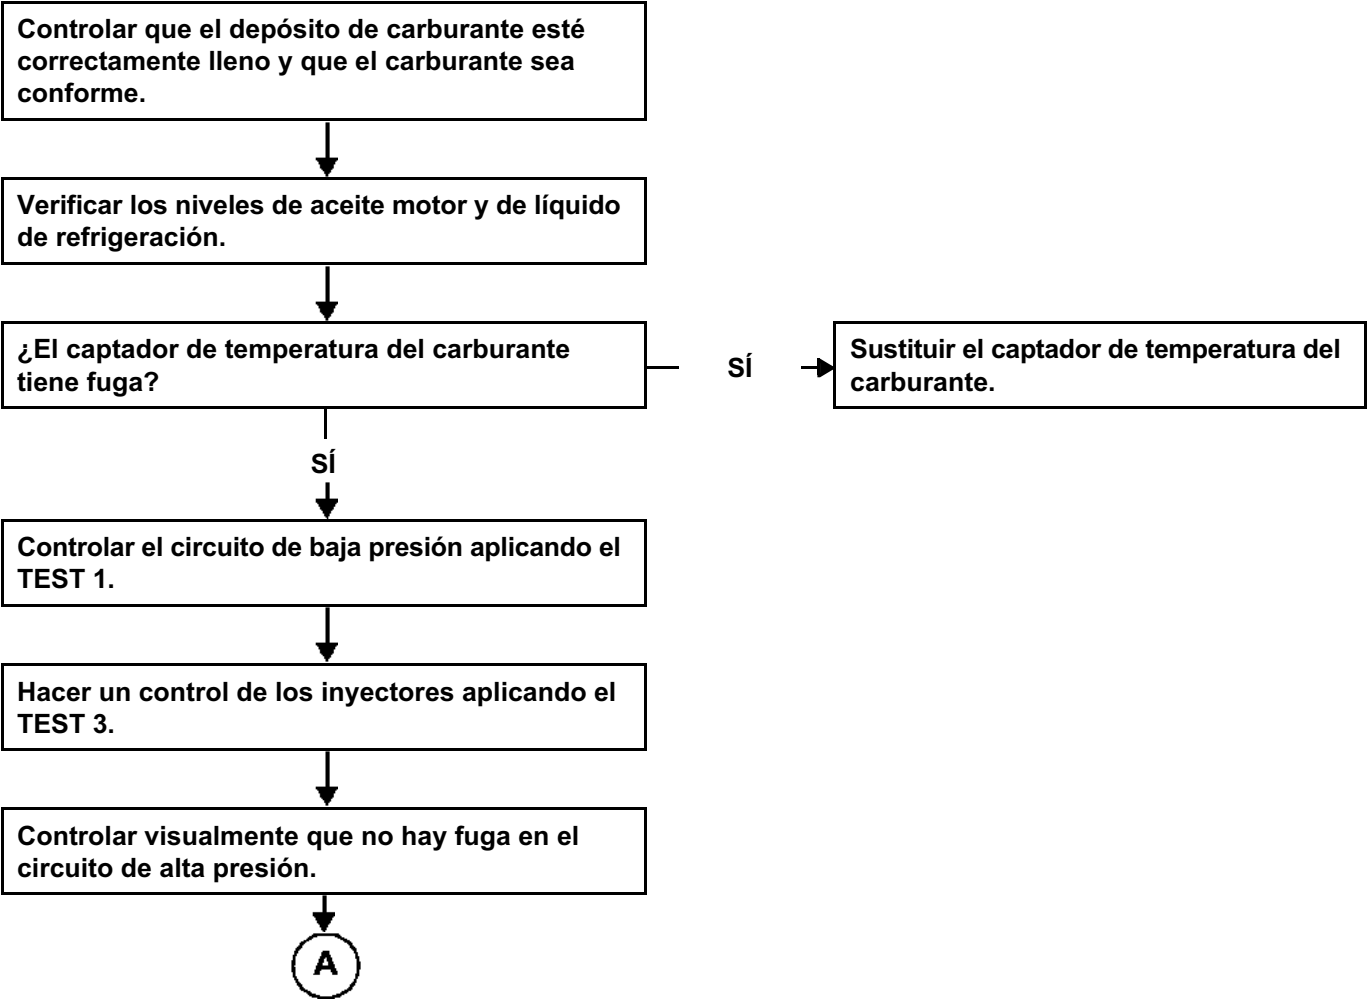 Controlar que el depósito de carburante esté
correctamente lleno y que el carburante sea
conforme.
Verificar los niveles de aceite motor y de líquido
de refrigeración.
¿El captador de temperatura del carburante
tiene fuga?
SÍ
Sustituir el captador de temperatura del
carburante.
SÍ
Controlar el circuito de baja presión aplicando el
TEST 1.
Hacer un control de los inyectores aplicando el
TEST 3.
Controlar visualmente que no hay fuga en el
circuito de alta presión.
A